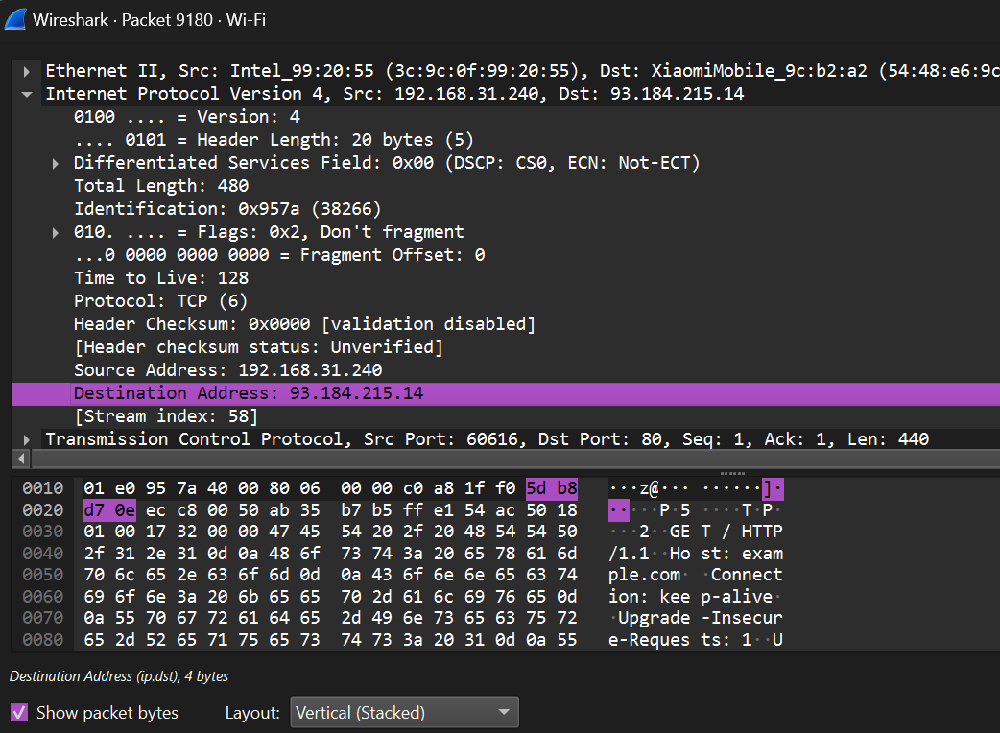 Wireshark · Packet 9180 · Wi-Fi
Ethernet II, Src: Intel_99:20:55 (3c:9c:0f:99:20:55), Dst: XiaomiMobile_9c:b2:a2 (54:48:e6:9c
Internet Protocol Version 4, Src: 192.168.31.240, Dst: 93.184.215.14
0100 .... = Version: 4
.... 0101 = Header Length: 20 bytes (5)
Differentiated Services Field: 0x00 (DSCP: CS0, ECN: Not-ECT)
Total Length: 480
Identification: 0x957a (38266)
010. .... = Flags: 0x2, Don't fragment
...0 0000 0000 0000 = Fragment Offset: 0
Time to Live: 128
Protocol: TCP (6)
Header Checksum: 0x0000 [validation disabled]
[Header checksum status: Unverified]
Source Address: 192.168.31.240
Destination Address: 93.184.215.14
[Stream index: 58]
Transmission Control Protocol, Src Port: 60616, Dst Port: 80, Seq: 1, Ack: 1, Len: 440
0010 01 e0 95 7a 40 00 80 06 00 00 c0 a8 1f f0 5d b8 ···z@··· ······]·
0020 d7 0e ec c8 00 50 ab 35 b7 b5 ff e1 54 ac 50 18 ·····P·5 ····T·P·
0030 01 00 17 32 00 00 47 45 54 20 2f 20 48 54 54 50 ···2··GE T / HTTP
0040 2f 31 2e 31 0d 0a 48 6f 73 74 3a 20 65 78 61 6d /1.1··Ho st: exam
0050 70 6c 65 2e 63 6f 6d 0d 0a 43 6f 6e 6e 65 63 74 ple.com· ·Connect
0060 69 6f 6e 3a 20 6b 65 65 70 2d 61 6c 69 76 65 0d ion: kee p-alive·
0070 0a 55 70 67 72 61 64 65 2d 49 6e 73 65 63 75 72 ·Upgrade -Insecur
0080 65 2d 52 65 71 75 65 73 74 73 3a 20 31 0d 0a 55 e-Reques ts: 1··U
Destination Address (ip.dst), 4 bytes
Show packet bytes Layout: Vertical (Stacked)